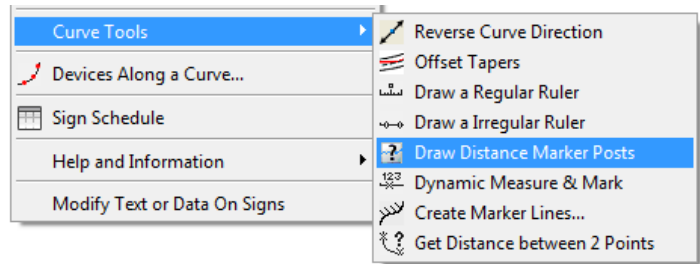 Curve Tools
Devices Along a Curve...
Sign Schedule
Help and Information
Modify Text or Data On Signs
Reverse Curve Direction
Offset Tapers
Draw a Regular Ruler
Draw a Irregular Ruler
Draw Distance Marker Posts
123
Dynamic Measure & Mark
Create Marker Lines...
Get Distance between 2 Points